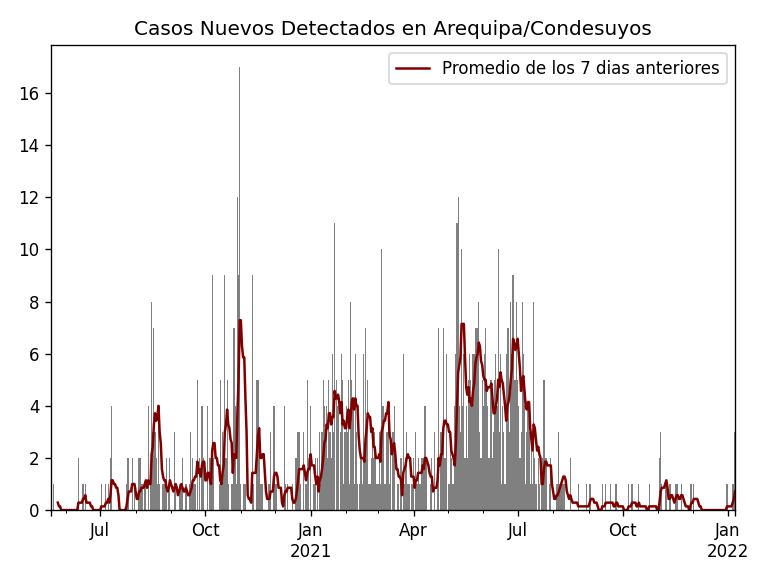 Casos Nuevos Detectados en Arequipa/Condesuyos
Promedio de los 7 dias anteriores
16
14
12
10
8
6
4
2
0
Jul
Oct
Jan
2021
Apr
Jul
Oct
Jan
2022